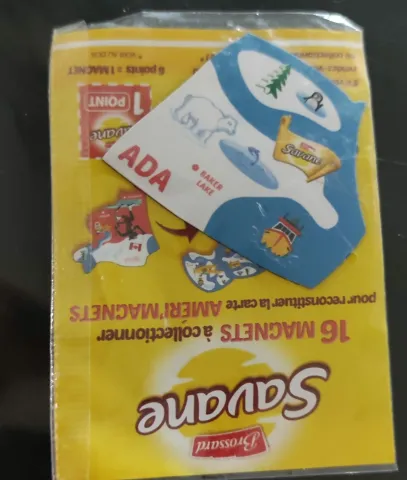 Brossard
Savane
16 MAGNETS à collectionner*
pour reconstituer la carte AMÉRI'MAGNETS
Savane
1
POINT
6 points = 1 MAGNET
ADA
BAKER
LAKE
Savane